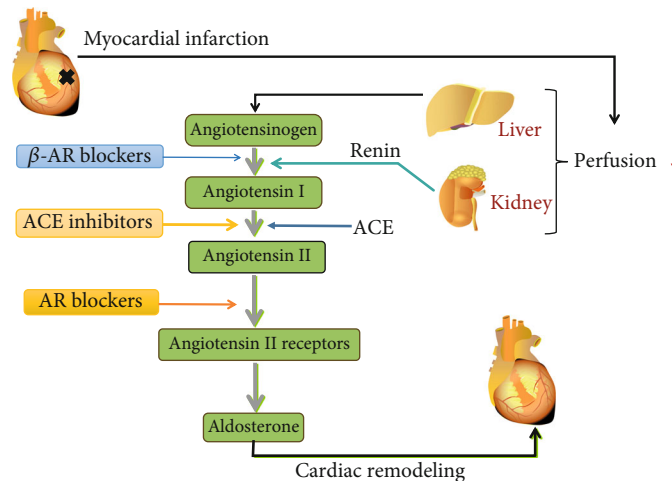 Myocardial infarction
Angiotensinogen
Liver
β-AR blockers
Renin
Perfusion
Angiotensin I
Kidney
ACE inhibitors
ACE
Angiotensin II
AR blockers
Angiotensin II receptors
Aldosterone
Cardiac remodeling